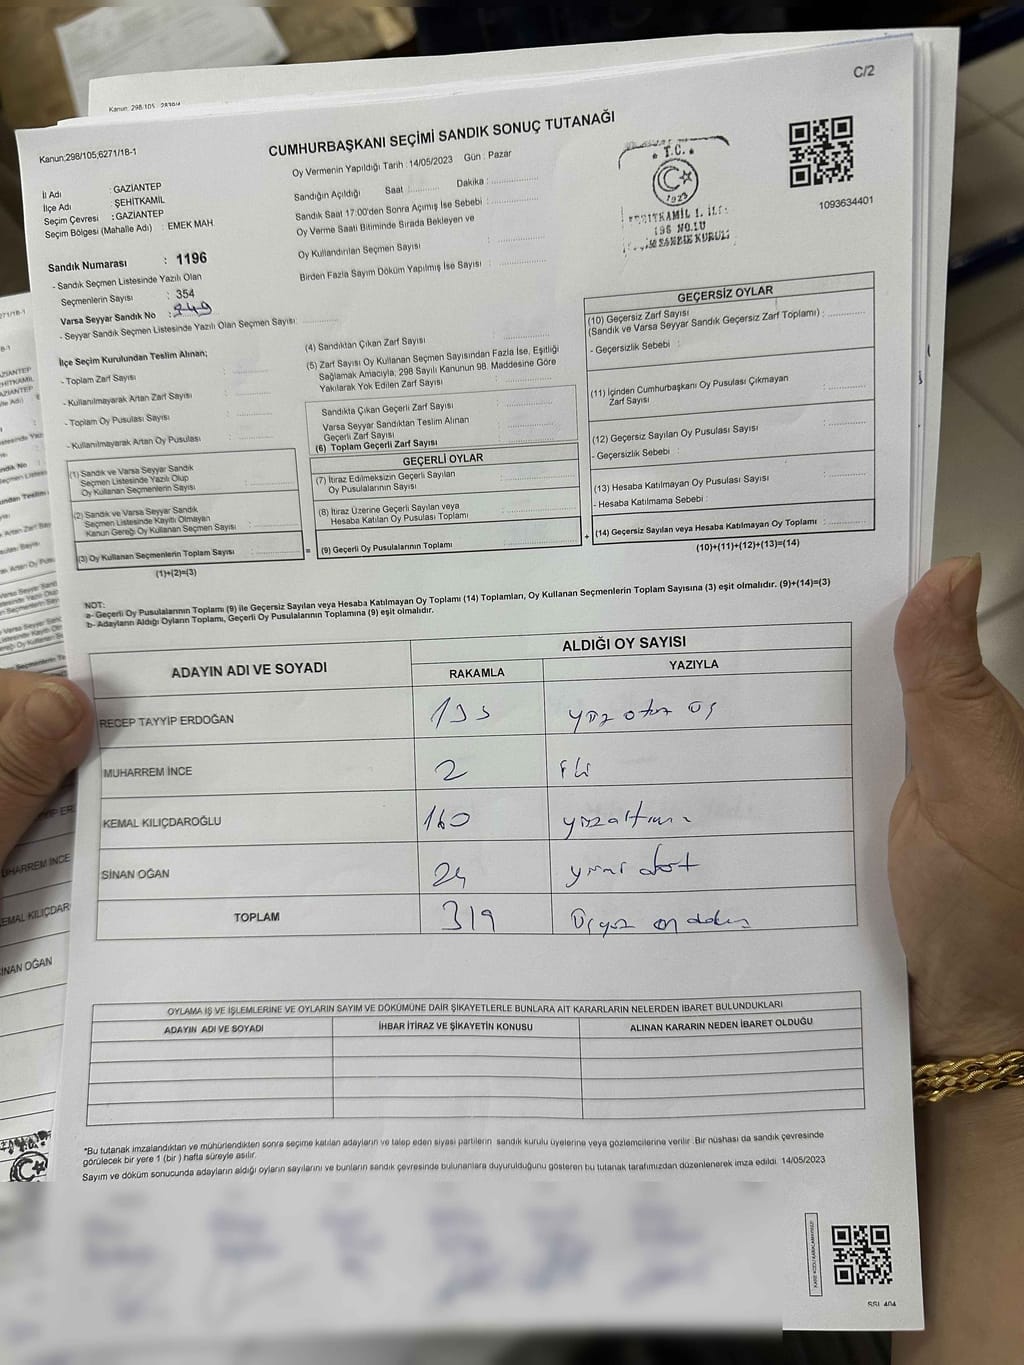 Kanun: 298/105
C/2
Kanun;298/105;6271/18-1
CUMHURBAŞKANI SEÇİMİ SANDIK SONUÇ TUTANAĞI
Oy Vermenin Yapıldığı Tarih : 14/05/2023 Gün : Pazar
İl Adı : GAZİANTEP
İlçe Adı : ŞEHİTKAMİL
Seçim Çevresi : GAZİANTEP
Seçim Bölgesi (Mahalle Adı) : EMEK MAH.
Sandığın Açıldığı Saat :............ Dakika :................
Sandık Saat 17:00'den Sonra Açımış İse Sebebi :................
Oy Verme Saati Bitiminde Sırada Bekleyen ve
Oy Kullandırılan Seçmen Sayısı :................
Birden Fazla Sayım Döküm Yapılmış İse Sayısı :................
T.C.
1923
ŞEHİTKAMİL 1. İLÇE
196 NO.LU
SANDIK KURULU
1093634401
Sandık Numarası : 1196
- Sandık Seçmen Listesinde Yazılı Olan
Seçmenlerin Sayısı : 354
Varsa Seyyar Sandık No :
- Seyyar Sandık Seçmen Listesinde Yazılı Olan Seçmen Sayısı: ............
İlçe Seçim Kurulundan Teslim Alınan;
- Toplam Zarf Sayısı :
- Kullanılmayarak Artan Zarf Sayısı :
- Toplam Oy Pusulası Sayısı :
- Kullanılmayarak Artan Oy Pusulası :
(1) Sandık ve Varsa Seyyar Sandık
Seçmen Listesinde Yazılı Olup
Oy Kullanan Seçmenlerin Sayısı :
(2) Sandık ve Varsa Seyyar Sandık
Seçmen Listesinde Kayıtlı Olmayan
Kanun Gereği Oy Kullanan Seçmen Sayısı :
(3) Oy Kullanan Seçmenlerin Toplam Sayısı :
(1)+(2)=(3)
(4) Sandıktan Çıkan Zarf Sayısı :
(5) Zarf Sayısı Oy Kullanan Seçmen Sayısından Fazla İse, Eşitliği
Sağlamak Amacıyla, 298 Sayılı Kanunun 98. Maddesine Göre
Yakılarak Yok Edilen Zarf Sayısı :
Sandıkta Çıkan Geçerli Zarf Sayısı :
Varsa Seyyar Sandıktan Teslim Alınan
Geçerli Zarf Sayısı :
(6) Toplam Geçerli Zarf Sayısı :
GEÇERLİ OYLAR
(7) İtiraz Edilmeksizin Geçerli Sayılan
Oy Pusulalarının Sayısı :
(8) İtiraz Üzerine Geçerli Sayılan veya
Hesaba Katılan Oy Pusulası Toplamı :
= (9) Geçerli Oy Pusulalarının Toplamı :
GEÇERSİZ OYLAR
(10) Geçersiz Zarf Sayısı
(Sandık ve Varsa Seyyar Sandık Geçersiz Zarf Toplamı) :
- Geçersizlik Sebebi :
(11) İçinden Cumhurbaşkanı Oy Pusulası Çıkmayan
Zarf Sayısı :
(12) Geçersiz Sayılan Oy Pusulası Sayısı :
- Geçersizlik Sebebi :
(13) Hesaba Katılmayan Oy Pusulası Sayısı :
- Hesaba Katılmama Sebebi :
+ (14) Geçersiz Sayılan veya Hesaba Katılmayan Oy Toplamı :
(10)+(11)+(12)+(13)=(14)
NOT:
a- Geçerli Oy Pusulalarının Toplamı (9) ile Geçersiz Sayılan veya Hesaba Katılmayan Oy Toplamı (14) Toplamları, Oy Kullanan Seçmenlerin Toplam Sayısına (3) eşit olmalıdır. (9)+(14)=(3)
b- Adayların Aldığı Oyların Toplamı, Geçerli Oy Pusulalarının Toplamına (9) eşit olmalıdır.
ADAYIN ADI VE SOYADI
ALDIĞI OY SAYISI
RAKAMLA YAZIYLA
RECEP TAYYİP ERDOĞAN 133 yüz otuz üç
MUHARREM İNCE 2 iki
KEMAL KILIÇDAROĞLU 160 yüzaltmış
SİNAN OĞAN 24 yirmi dört
TOPLAM 319 üçyüz on dokuz
OYLAMA İŞ VE İŞLEMLERİNE VE OYLARIN SAYIM VE DÖKÜMÜNE DAİR ŞİKAYETLERLE BUNLARA AİT KARARLARIN NELERDEN İBARET BULUNDUKLARI
ADAYIN ADI VE SOYADI İHBAR İTİRAZ VE ŞİKAYETİN KONUSU ALINAN KARARIN NEDEN İBARET OLDUĞU
*Bu tutanak imzalandıktan ve mühürlendikten sonra seçime katılan adayların ve talep eden siyasi partilerin sandık kurulu üyelerine veya gözlemcilerine verilir. Bir nüshası da sandık çevresinde
görülecek bir yere 1 (bir) hafta süreyle asılır.
Sayım ve döküm sonucunda adayların aldığı oyların sayılarını ve bunların sandık çevresinde bulunanlara duyurulduğunu gösteren bu tutanak tarafımızdan düzenlenerek imza edildi. 14/05/2023